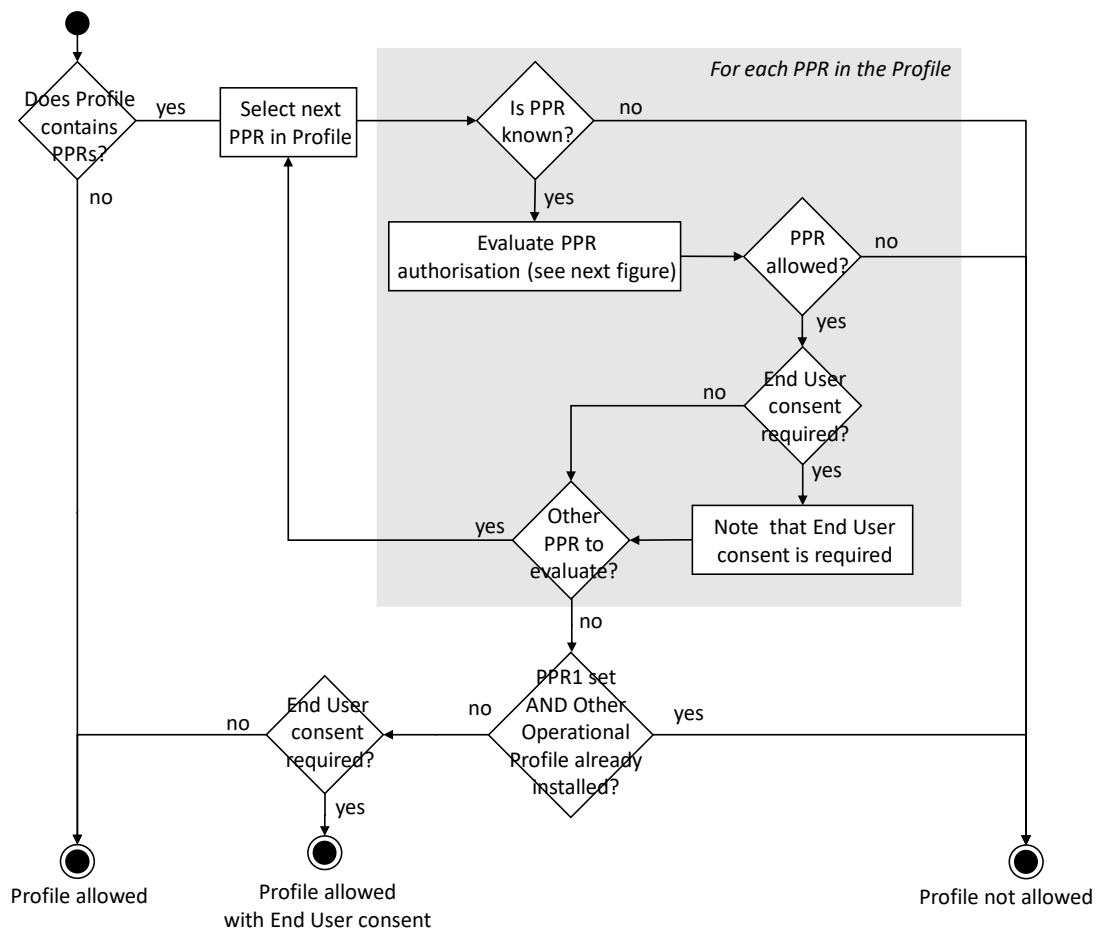 For each PPR in the Profile
Does Profile
contains
PPRs?
yes
no
Select next
PPR in Profile
Is PPR
known?
no
yes
Evaluate PPR
authorisation (see next figure)
PPR
allowed?
no
yes
End User
consent
required?
no
yes
Note that End User
consent is required
Other
PPR to
evaluate?
yes
no
PPR1 set
AND Other
Operational
Profile already
installed?
no
yes
End User
consent
required?
no
yes
Profile allowed
Profile allowed
with End User consent
Profile not allowed